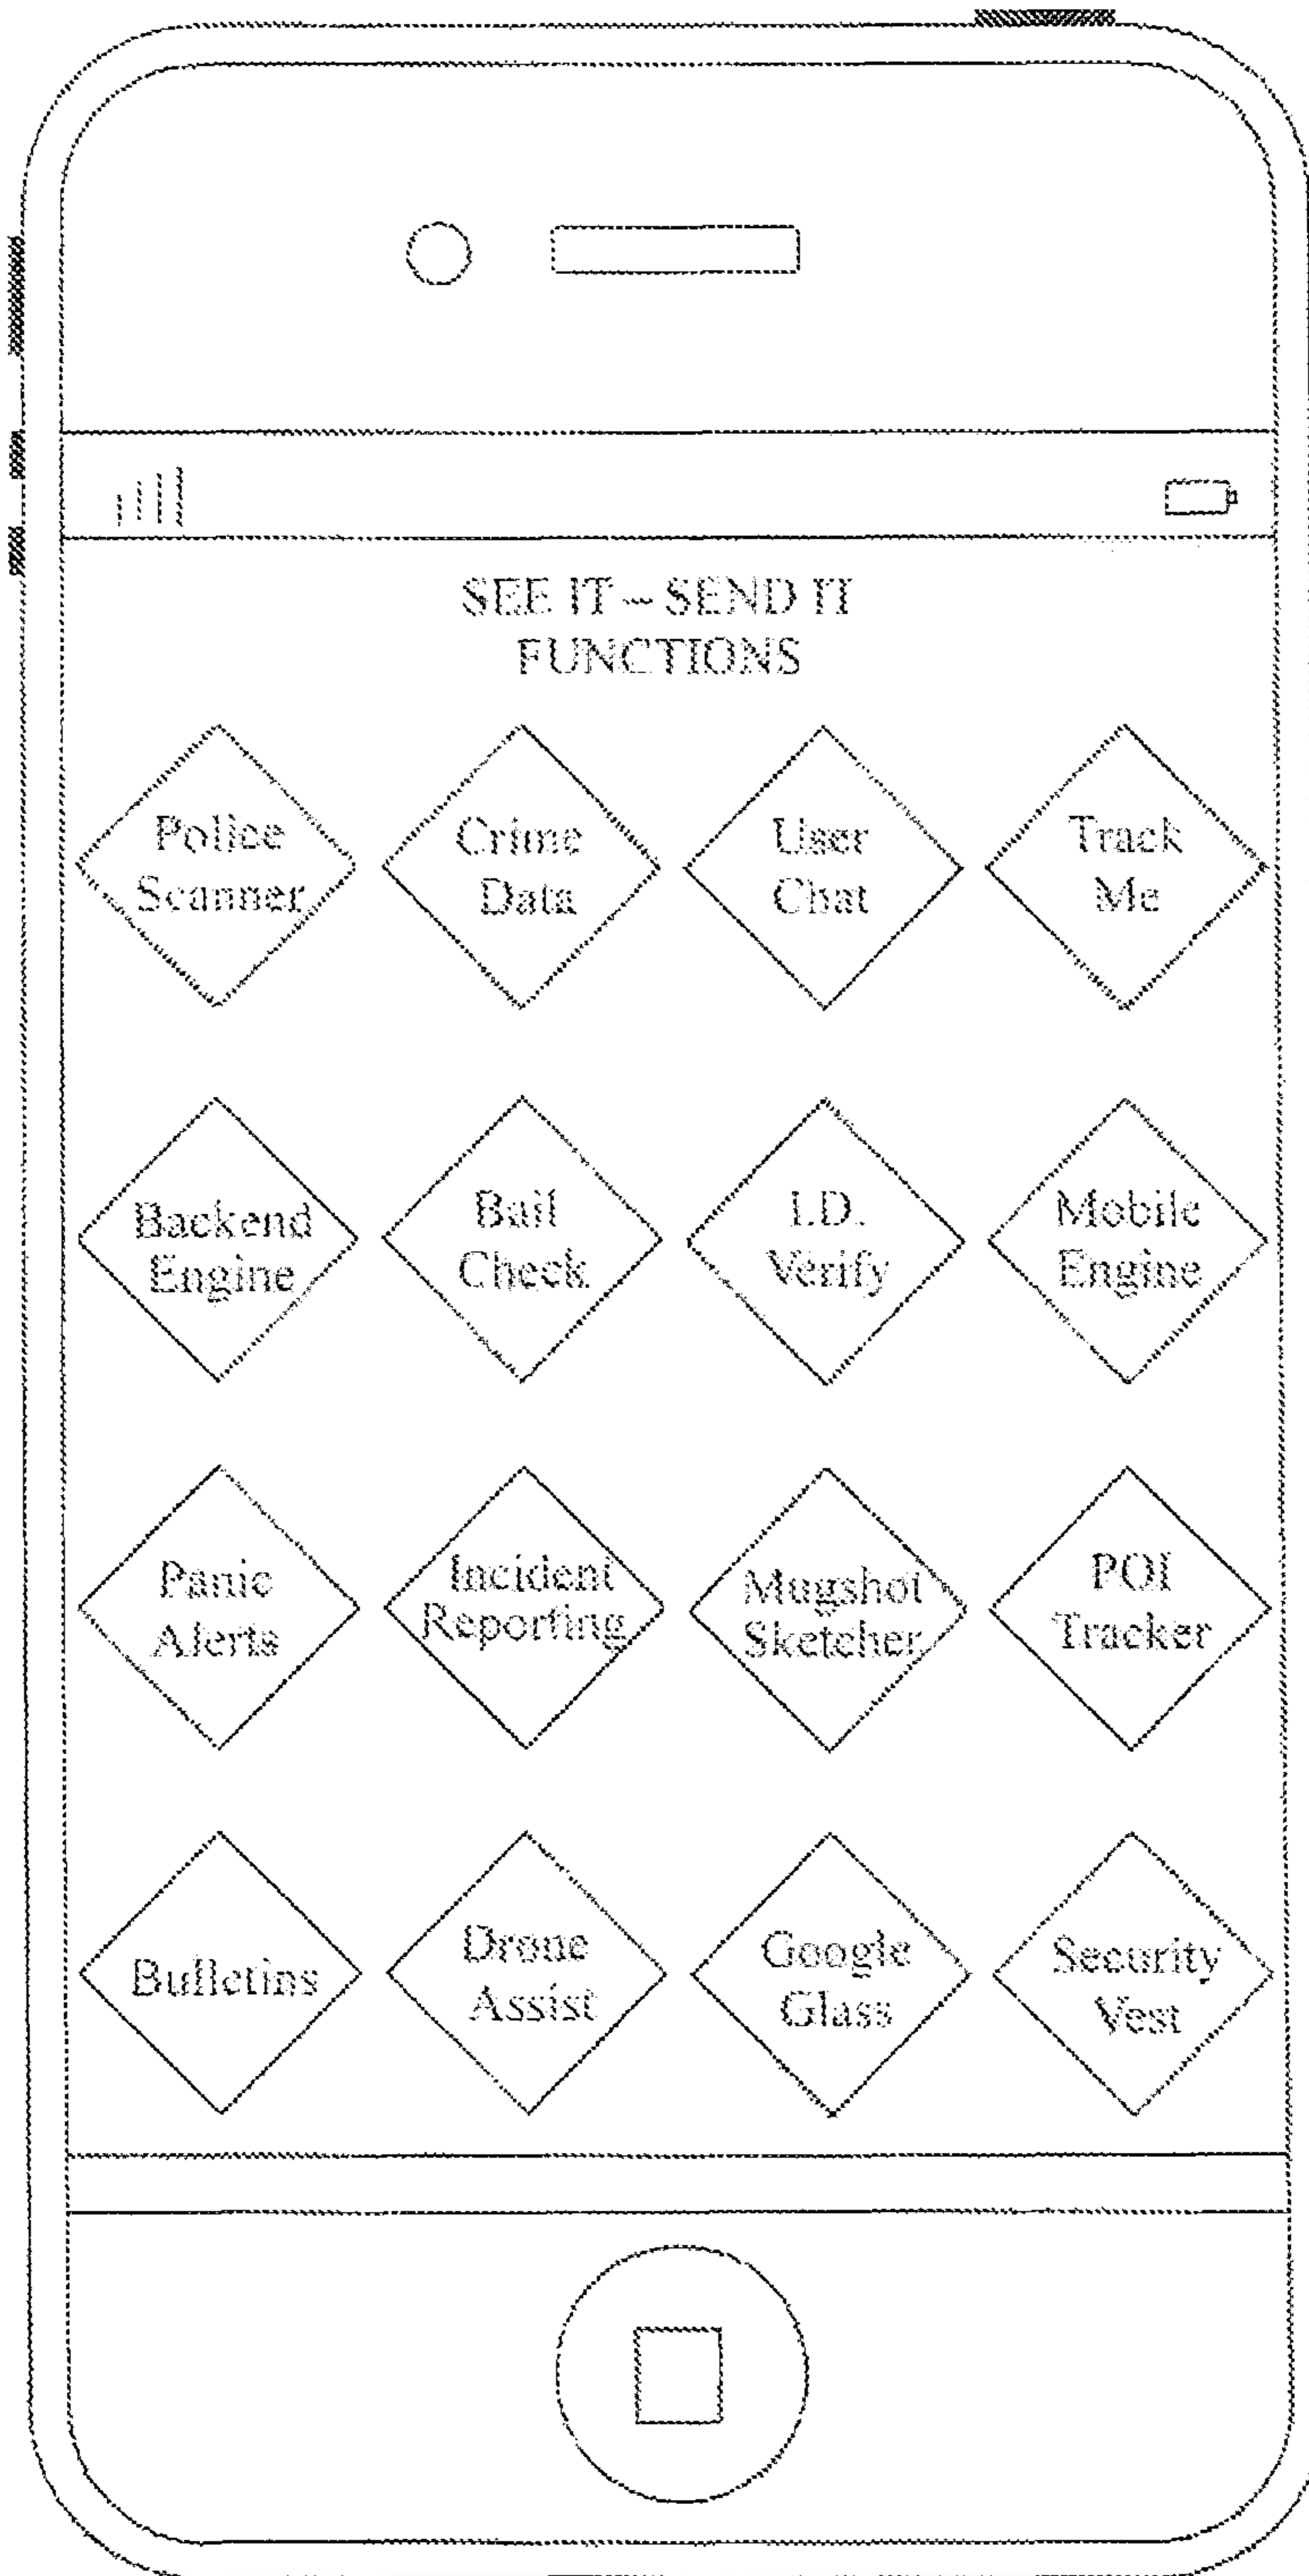 SEE IT – SEND IT
FUNCTIONS
Police
Scanner
Crime
Data
User
Chat
Track
Me
Backend
Engine
Bail
Check
I.D.
Verify
Mobile
Engine
Panic
Alerts
Incident
Reporting
Mugshot
Sketcher
POI
Tracker
Bulletins
Drone
Assist
Google
Glass
Security
Vest